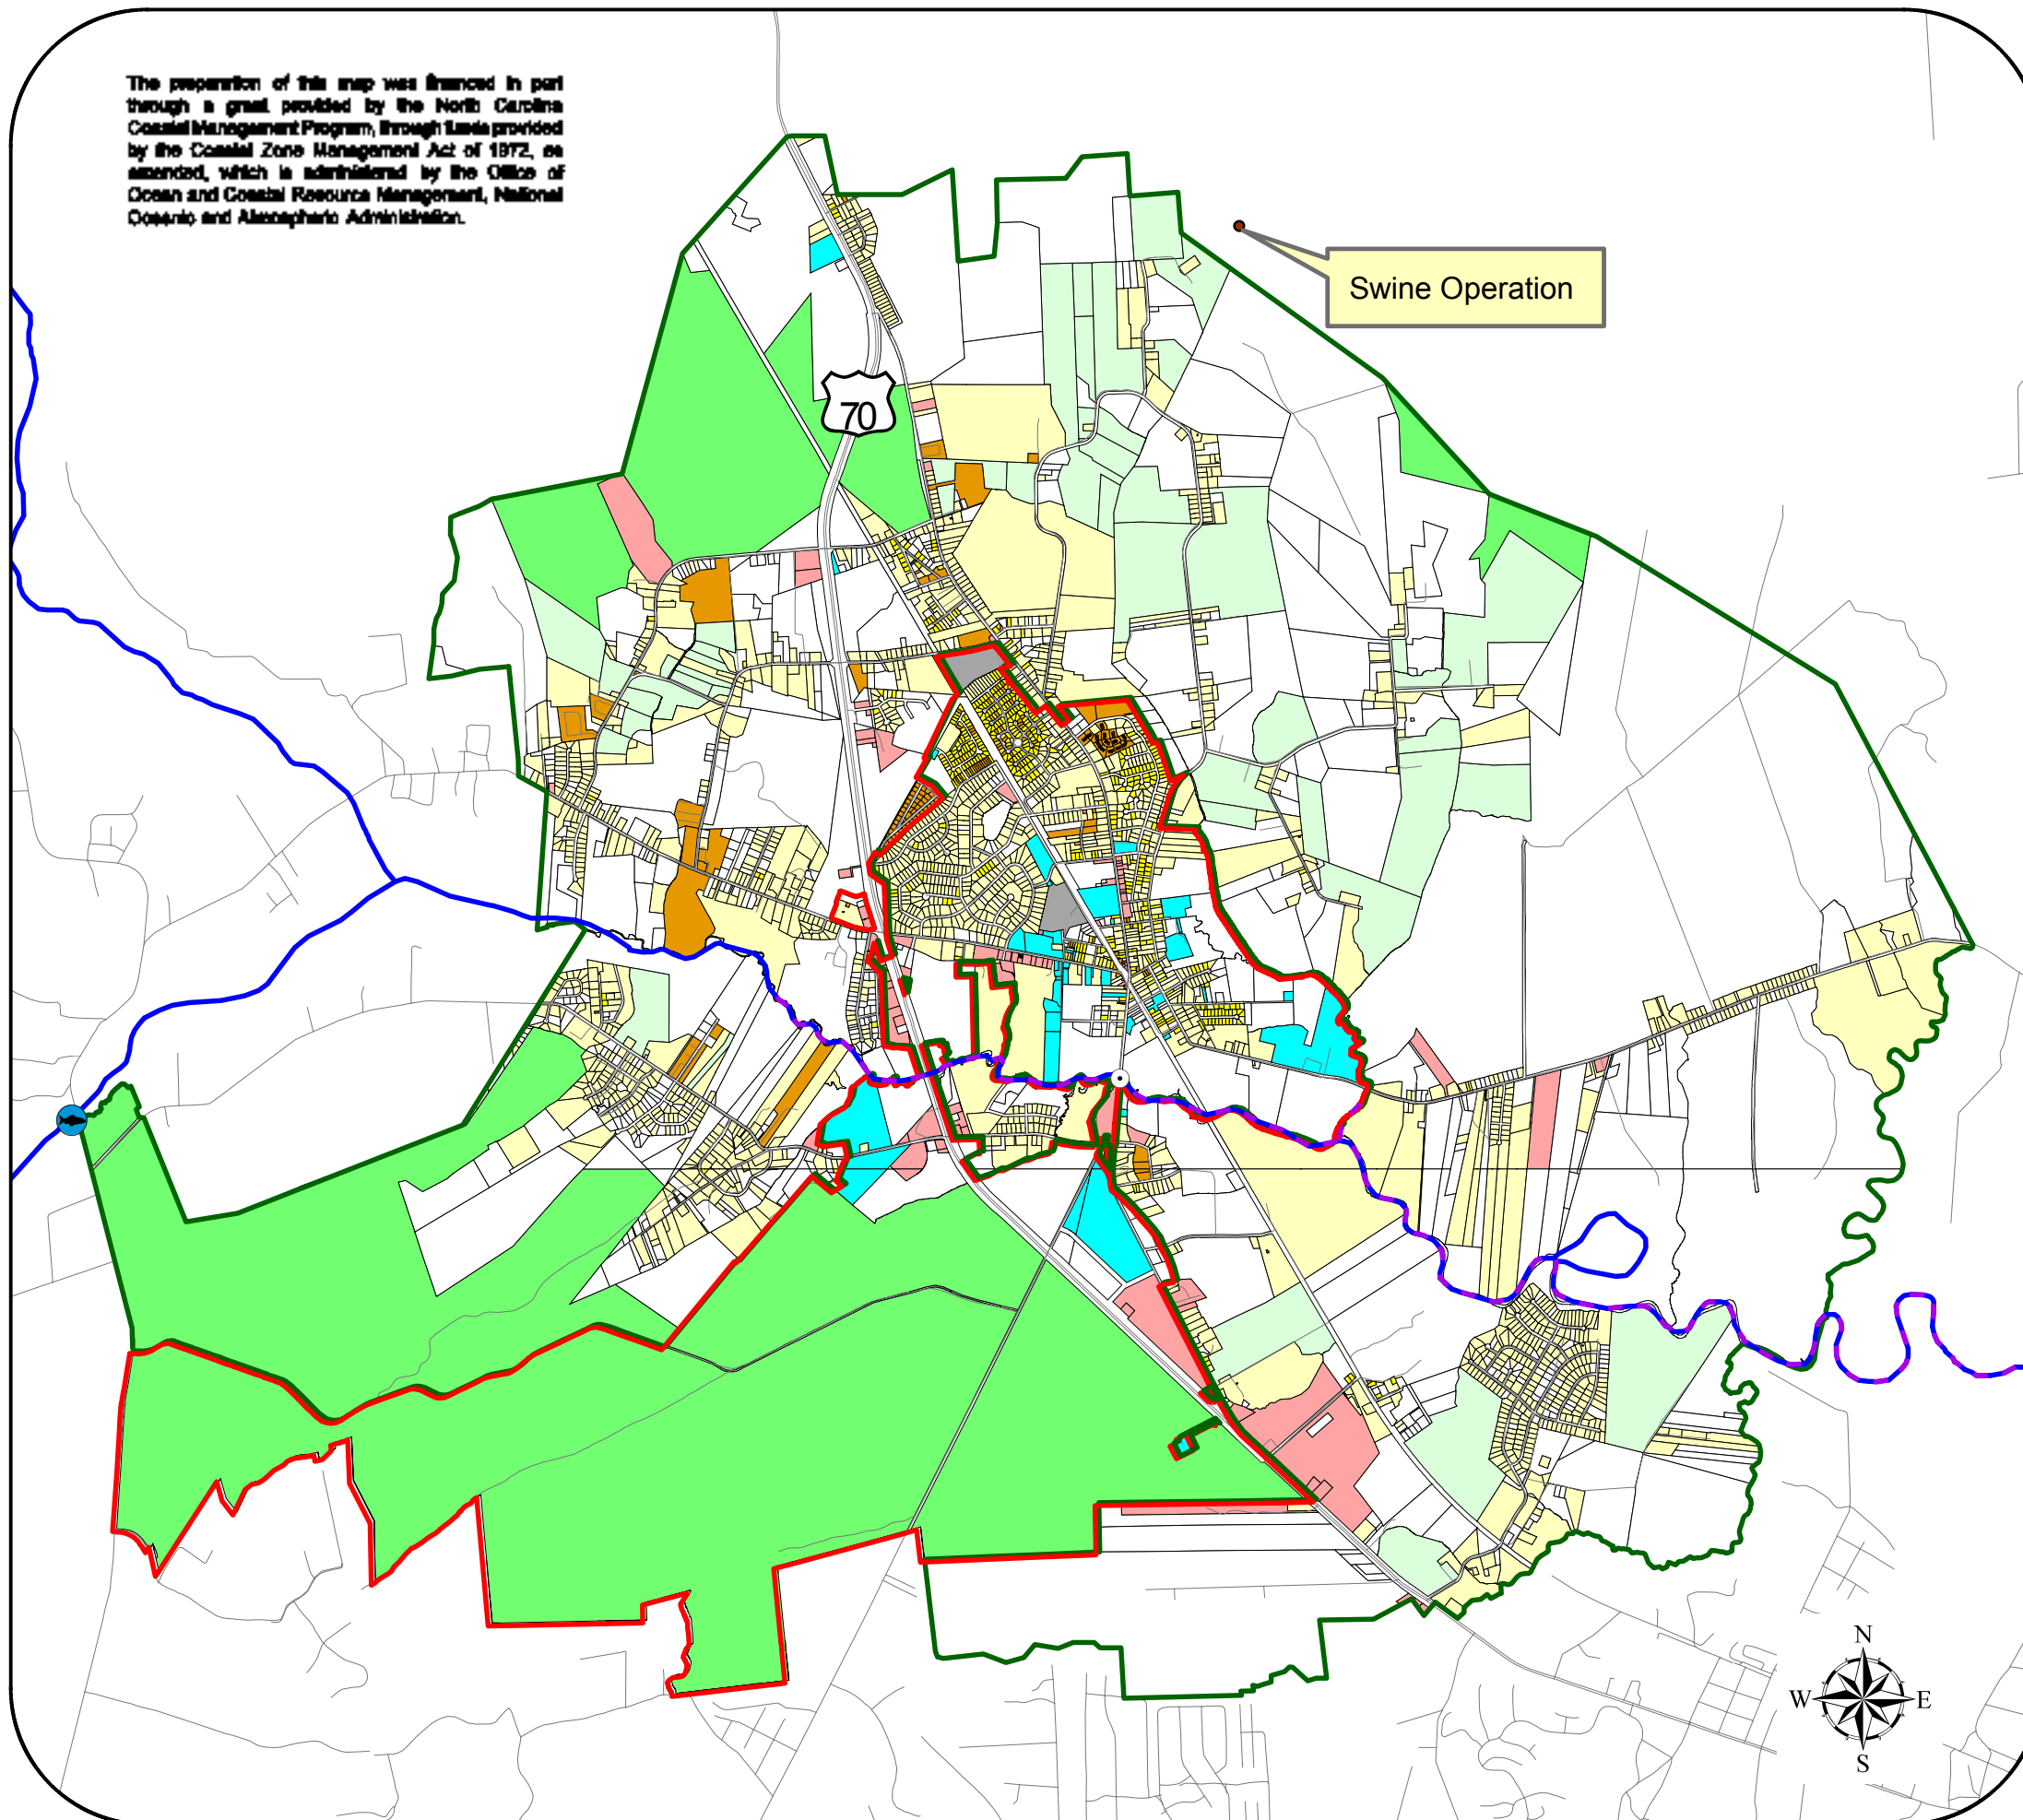 The preparation of this map was financed in part
through a grant provided by the North Carolina
Coastal Management Program, through funds provided
by the Coastal Zone Management Act of 1972, as
amended, which is administered by the Office of
Ocean and Coastal Resource Management, National
Oceanic and Atmospheric Administration.
Swine Operation
70
N
W E
S